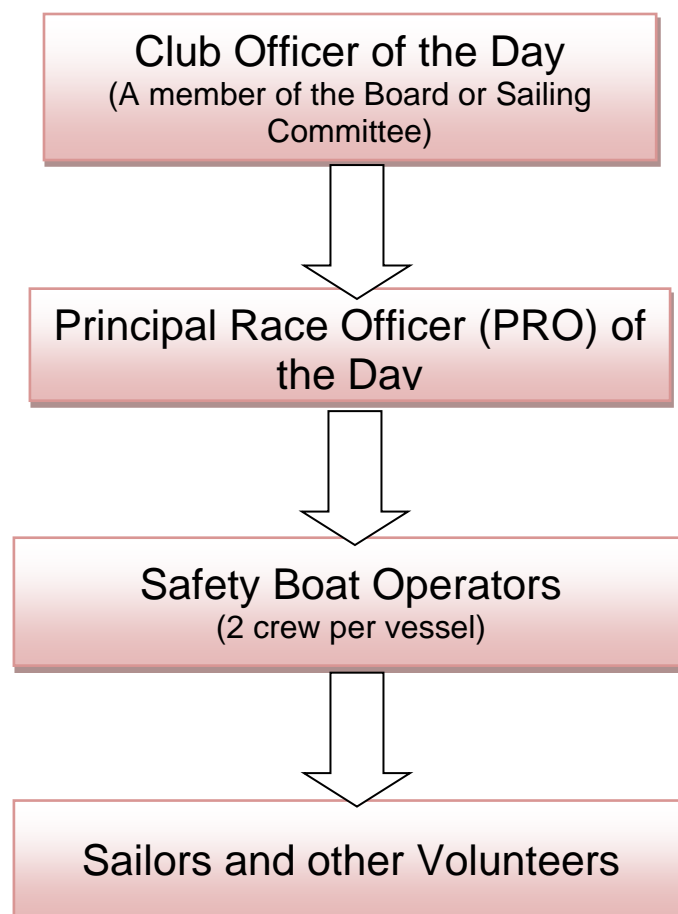 Club Officer of the Day
(A member of the Board or Sailing
Committee)
Principal Race Officer (PRO) of
the Day
Safety Boat Operators
(2 crew per vessel)
Sailors and other Volunteers